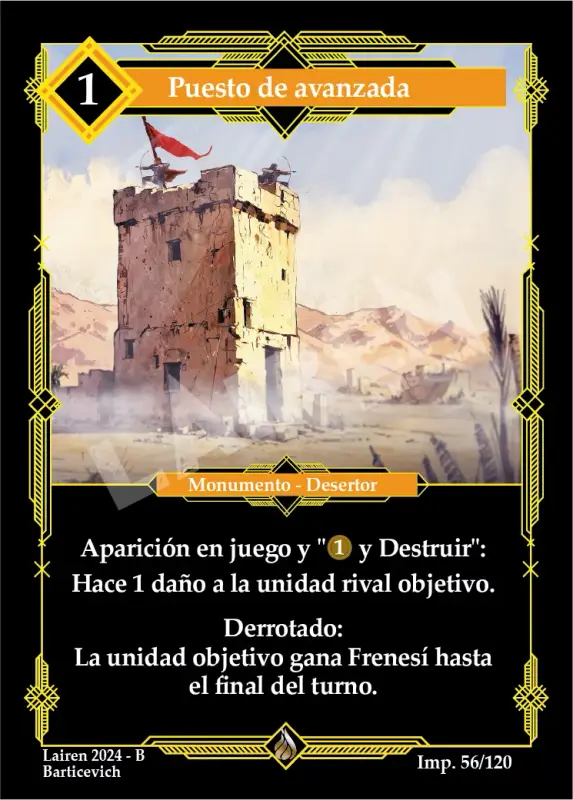 1
Puesto de avanzada
LAIREN
Monumento - Desertor
Aparición en juego y "1 y Destruir":
Hace 1 daño a la unidad rival objetivo.
Derrotado:
La unidad objetivo gana Frenesí hasta
el final del turno.
Lairen 2024 - B
Barticevich
Imp. 56/120